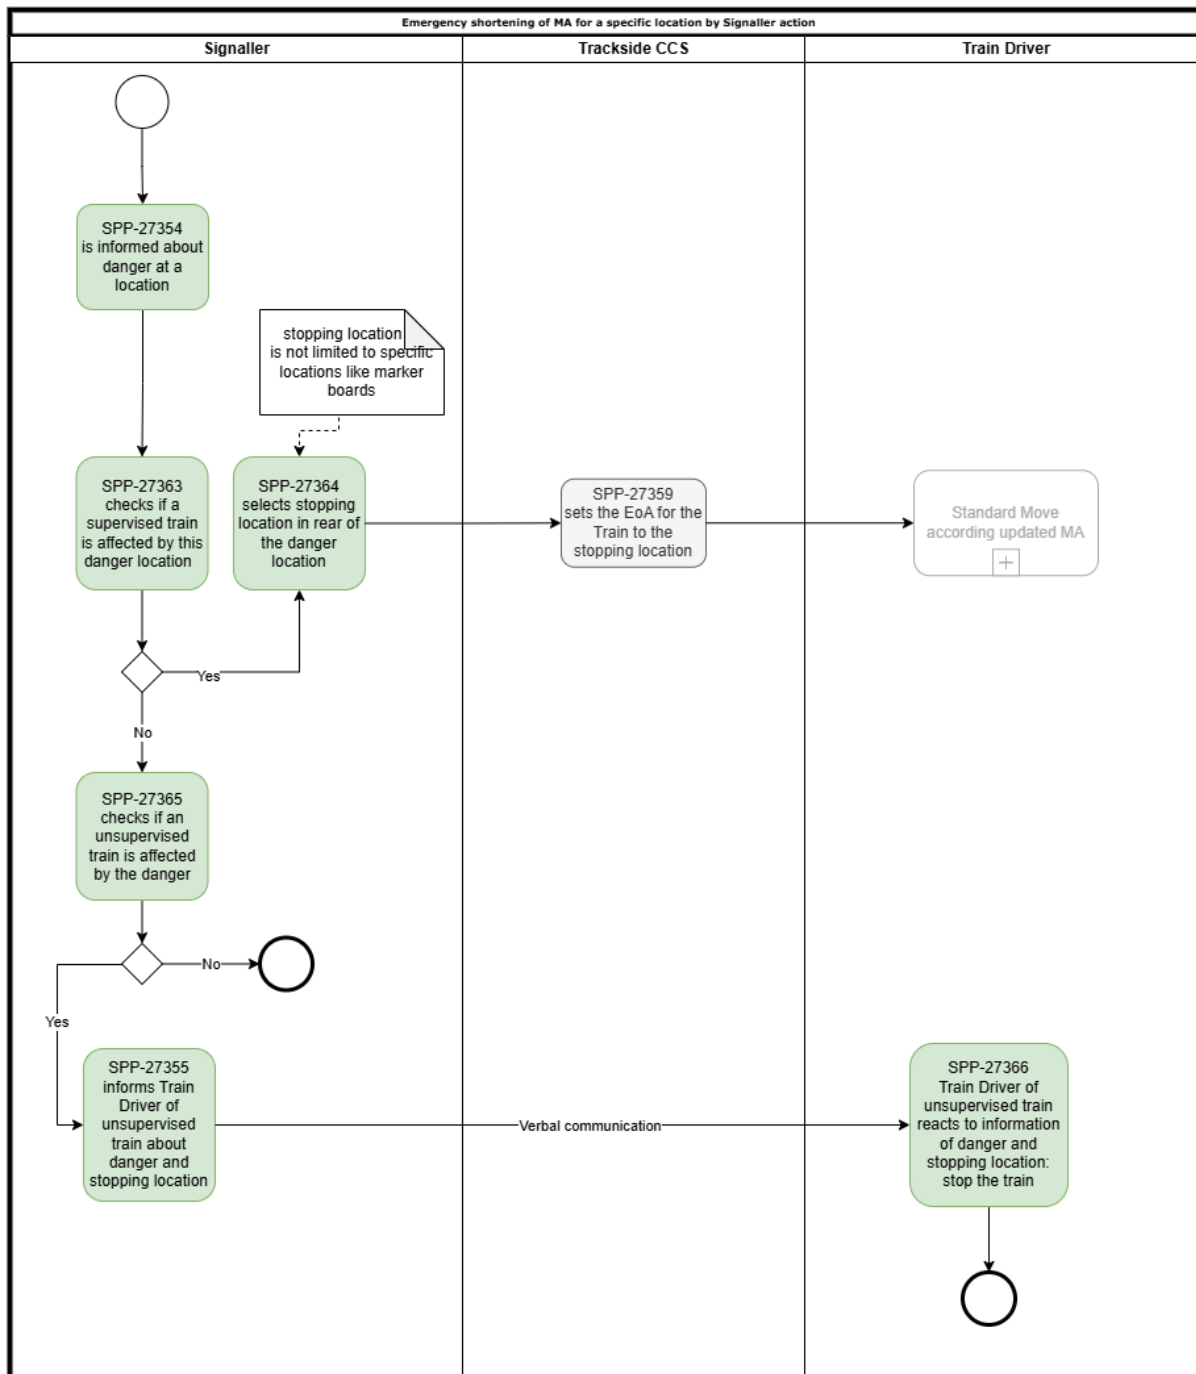 Emergency shortening of MA for a specific location by Signaller action
Signaller
Trackside CCS
Train Driver
SPP-27354
is informed about
danger at a
location
stopping location
is not limited to specific
locations like marker
boards
SPP-27363
checks if a
supervised train
is affected by this
danger location
SPP-27364
selects stopping
location in rear of
the danger
location
SPP-27359
sets the EoA for the
Train to the
stopping location
Standard Move
according updated MA
Yes
No
SPP-27365
checks if an
unsupervised
train is affected
by the danger
No
Yes
SPP-27355
informs Train
Driver of
unsupervised
train about
danger and
stopping location
Verbal communication
SPP-27366
Train Driver of
unsupervised train
reacts to information
of danger and
stopping location:
stop the train